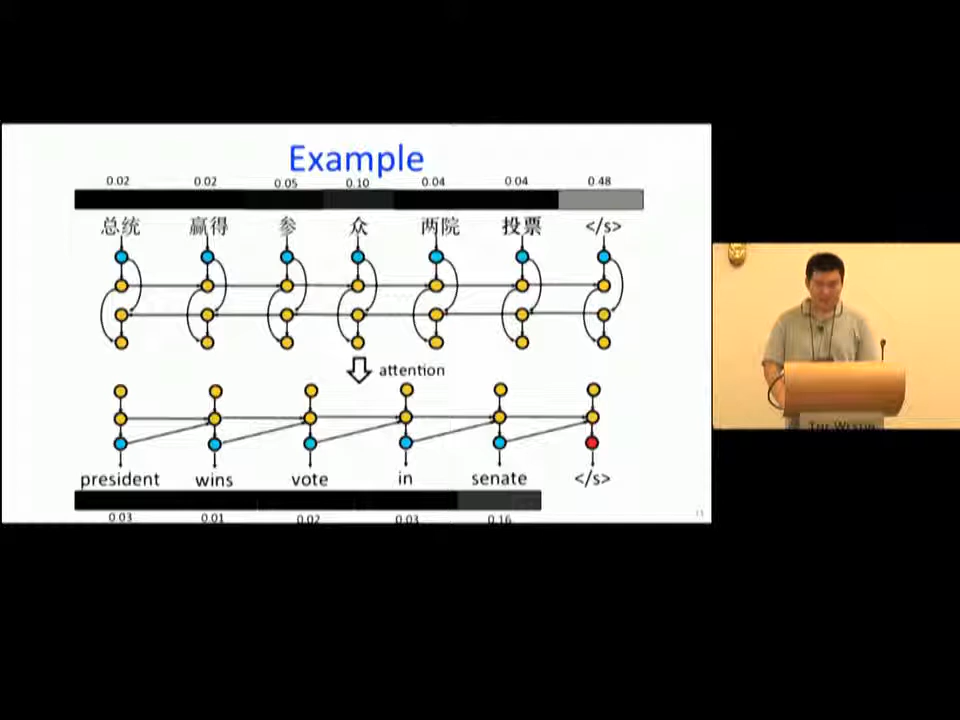 Example
0.02 0.02 0.05 0.10 0.04 0.04 0.48
总统 赢得 参 众 两院 投票 </s>
attention
president wins vote in senate </s>
0.03 0.01 0.02 0.03 0.16
THE WESTIN